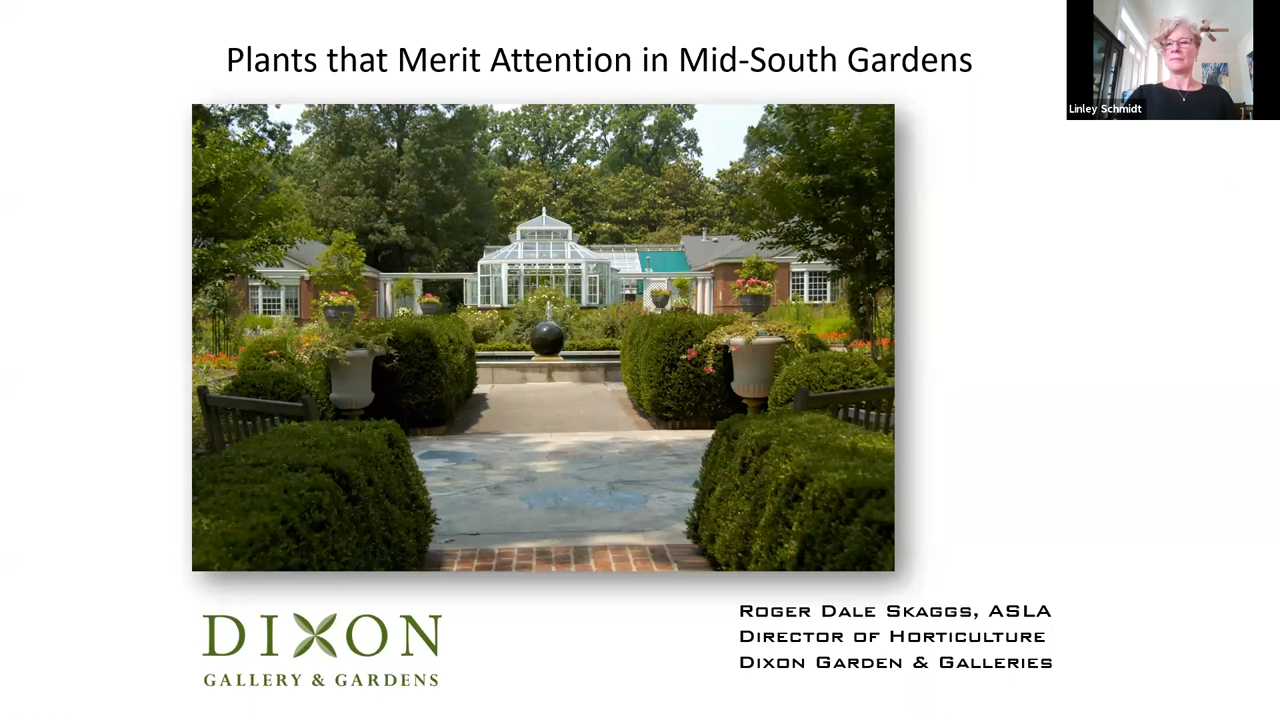 Plants that Merit Attention in Mid-South Gardens
Linley Schmidt
DIXON
GALLERY & GARDENS
Roger Dale Skaggs, ASLA
Director of Horticulture
Dixon Garden & Galleries